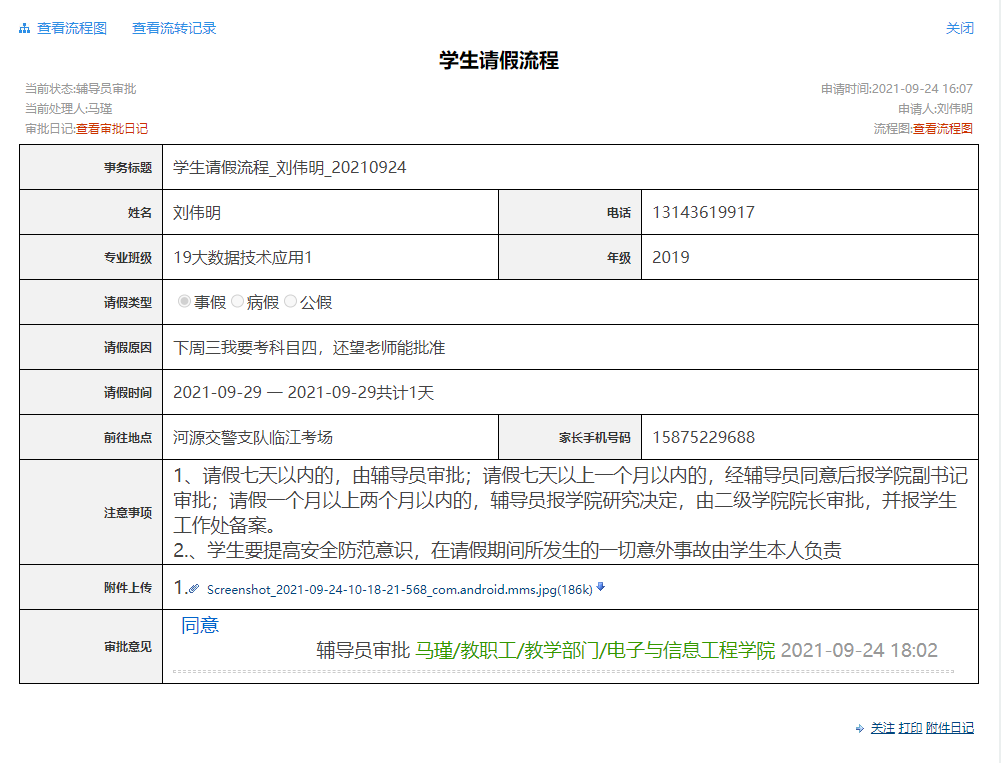 查看流程图 查看流转记录 关闭
学生请假流程
当前状态:辅导员审批 申请时间:2021-09-24 16:07
当前处理人:马瑾 申请人:刘伟明
审批日记:查看审批日记 流程图:查看流程图
事务标题 学生请假流程_刘伟明_20210924
姓名 刘伟明 电话 13143619917
专业班级 19大数据技术应用1 年级 2019
请假类型 事假 病假 公假
请假原因 下周三我要考科目四，还望老师能批准
请假时间 2021-09-29 — 2021-09-29共计1天
前往地点 河源交警支队临江考场 家长手机号码 15875229688
注意事项 1、请假七天以内的，由辅导员审批；请假七天以上一个月以内的，经辅导员同意后报学院副书记
审批；请假一个月以上两个月以内的，辅导员报学院研究决定，由二级学院院长审批，并报学生
工作处备案。
2.、学生要提高安全防范意识，在请假期间所发生的一切意外事故由学生本人负责
附件上传 1. Screenshot_2021-09-24-10-18-21-568_com.android.mms.jpg(186k)
审批意见 同意
辅导员审批 马瑾/教职工/教学部门/电子与信息工程学院 2021-09-24 18:02
关注 打印 附件日记